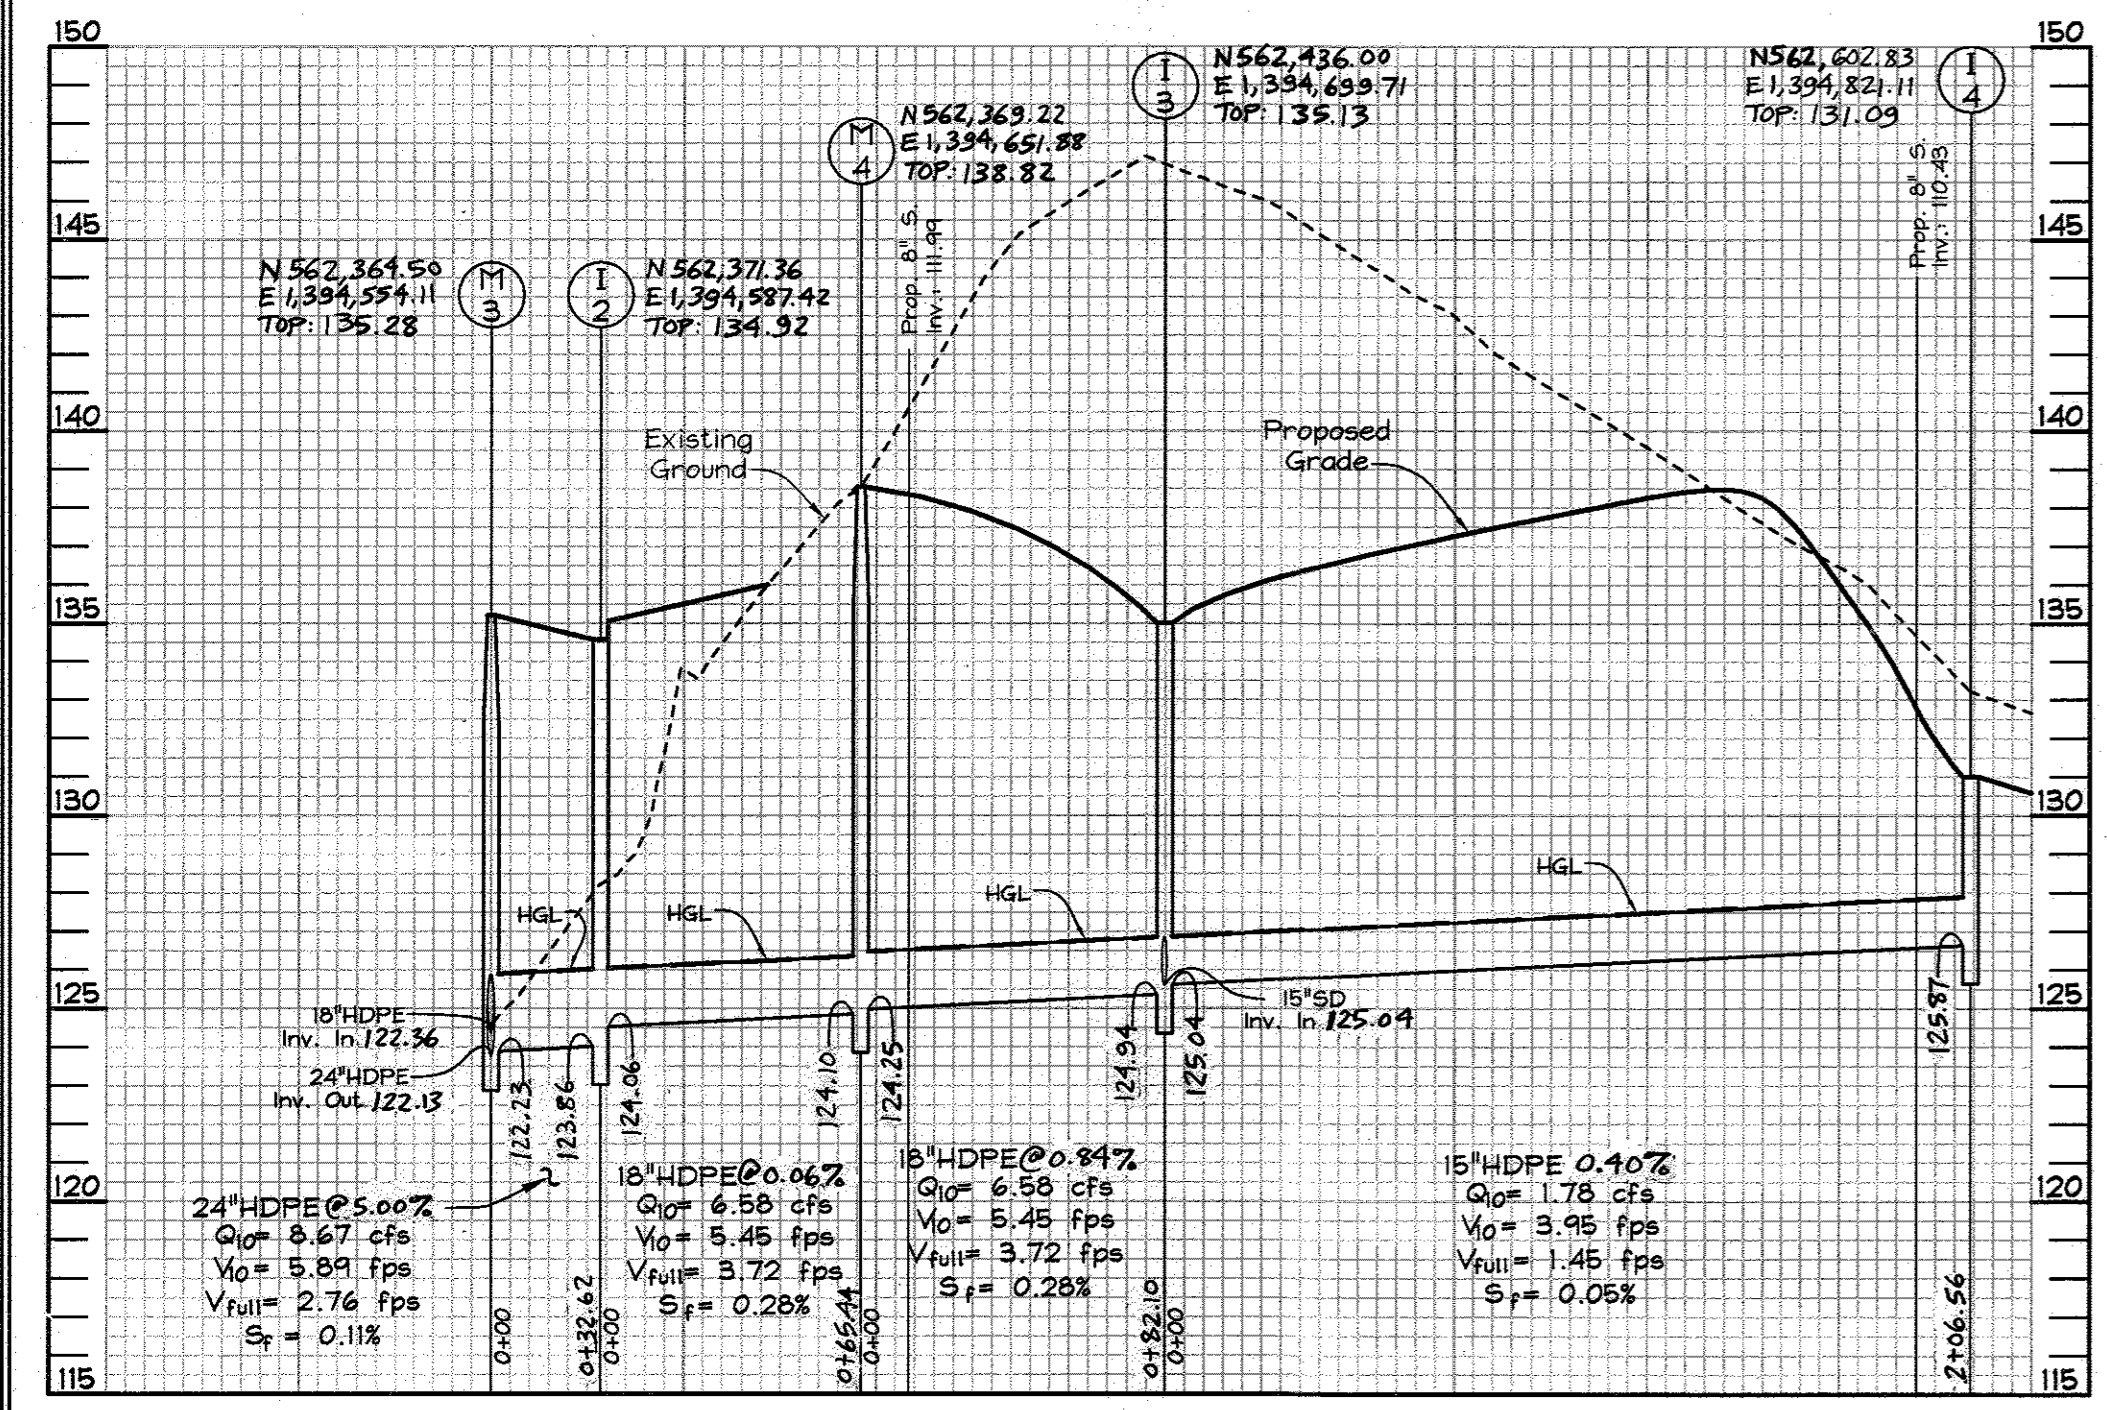 150
150
I
3
N562,436.00
E 1,394,699.71
TOP: 135.13
N562,602.83
E 1,394,821.11
TOP: 131.09
I
4
M
4
N562,369.22
E 1,394,651.88
TOP: 138.82
Prop. 8" S.
Inv.: 111.99
Prop. 8" S.
Inv.: 110.43
145
145
N562,364.50
E 1,394,554.11
TOP: 135.28
M
3
I
2
N562,371.36
E 1,394,587.42
TOP: 134.92
140
140
Existing
Ground
Proposed
Grade
135
135
130
130
HGL
HGL
HGL
HGL
125
125
18"HDPE
Inv. In 122.36
24"HDPE
Inv. Out 122.13
15"SD
Inv. In 125.04
122.23
123.86
124.06
124.10
124.25
124.94
125.04
125.87
120
120
24"HDPE@5.00%
Q10= 8.67 cfs
V10= 5.89 fps
Vfull= 2.76 fps
Sf = 0.11%
18"HDPE@0.06%
Q10= 6.58 cfs
V10= 5.45 fps
Vfull= 3.72 fps
Sf= 0.28%
18"HDPE@0.84%
Q10= 6.58 cfs
V10= 5.45 fps
Vfull= 3.72 fps
Sf= 0.28%
15"HDPE 0.40%
Q10= 1.78 cfs
V10= 3.95 fps
Vfull= 1.45 fps
Sf= 0.05%
0+00
0+32.62
0+00
0+65.44
0+00
0+82.10
0+00
2+06.56
115
115